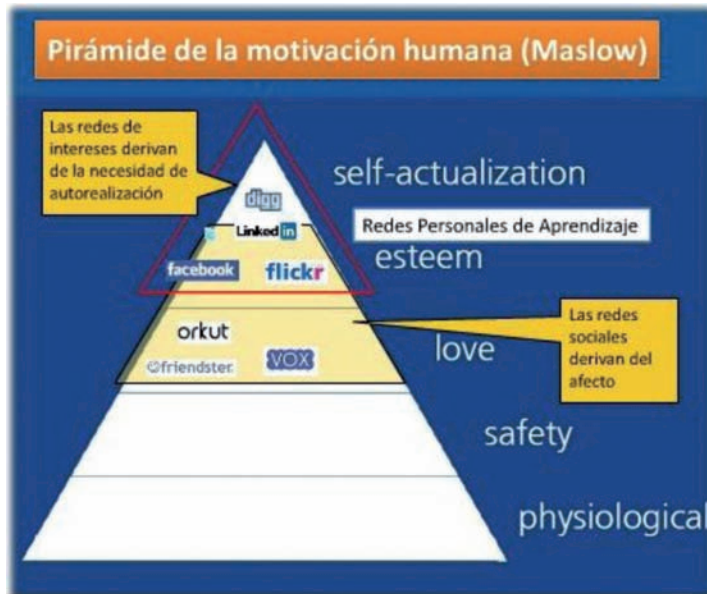 Pirámide de la motivación humana (Maslow)
Las redes de
intereses derivan
de la necesidad de
autorealización
self-actualization
digg
Linked in
Redes Personales de Aprendizaje
esteem
facebook
flickr
Las redes
sociales
derivan del
afecto
orkut
love
friendster
VOX
safety
physiological